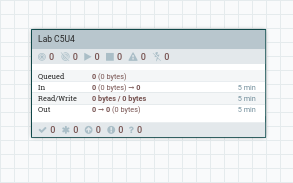 Lab C5U4
0 0 0 0 0 0
Queued 0 (0 bytes)
In 0 (0 bytes) → 0 5 min
Read/Write 0 bytes / 0 bytes 5 min
Out 0 → 0 (0 bytes) 5 min
0 0 0 0 ? 0